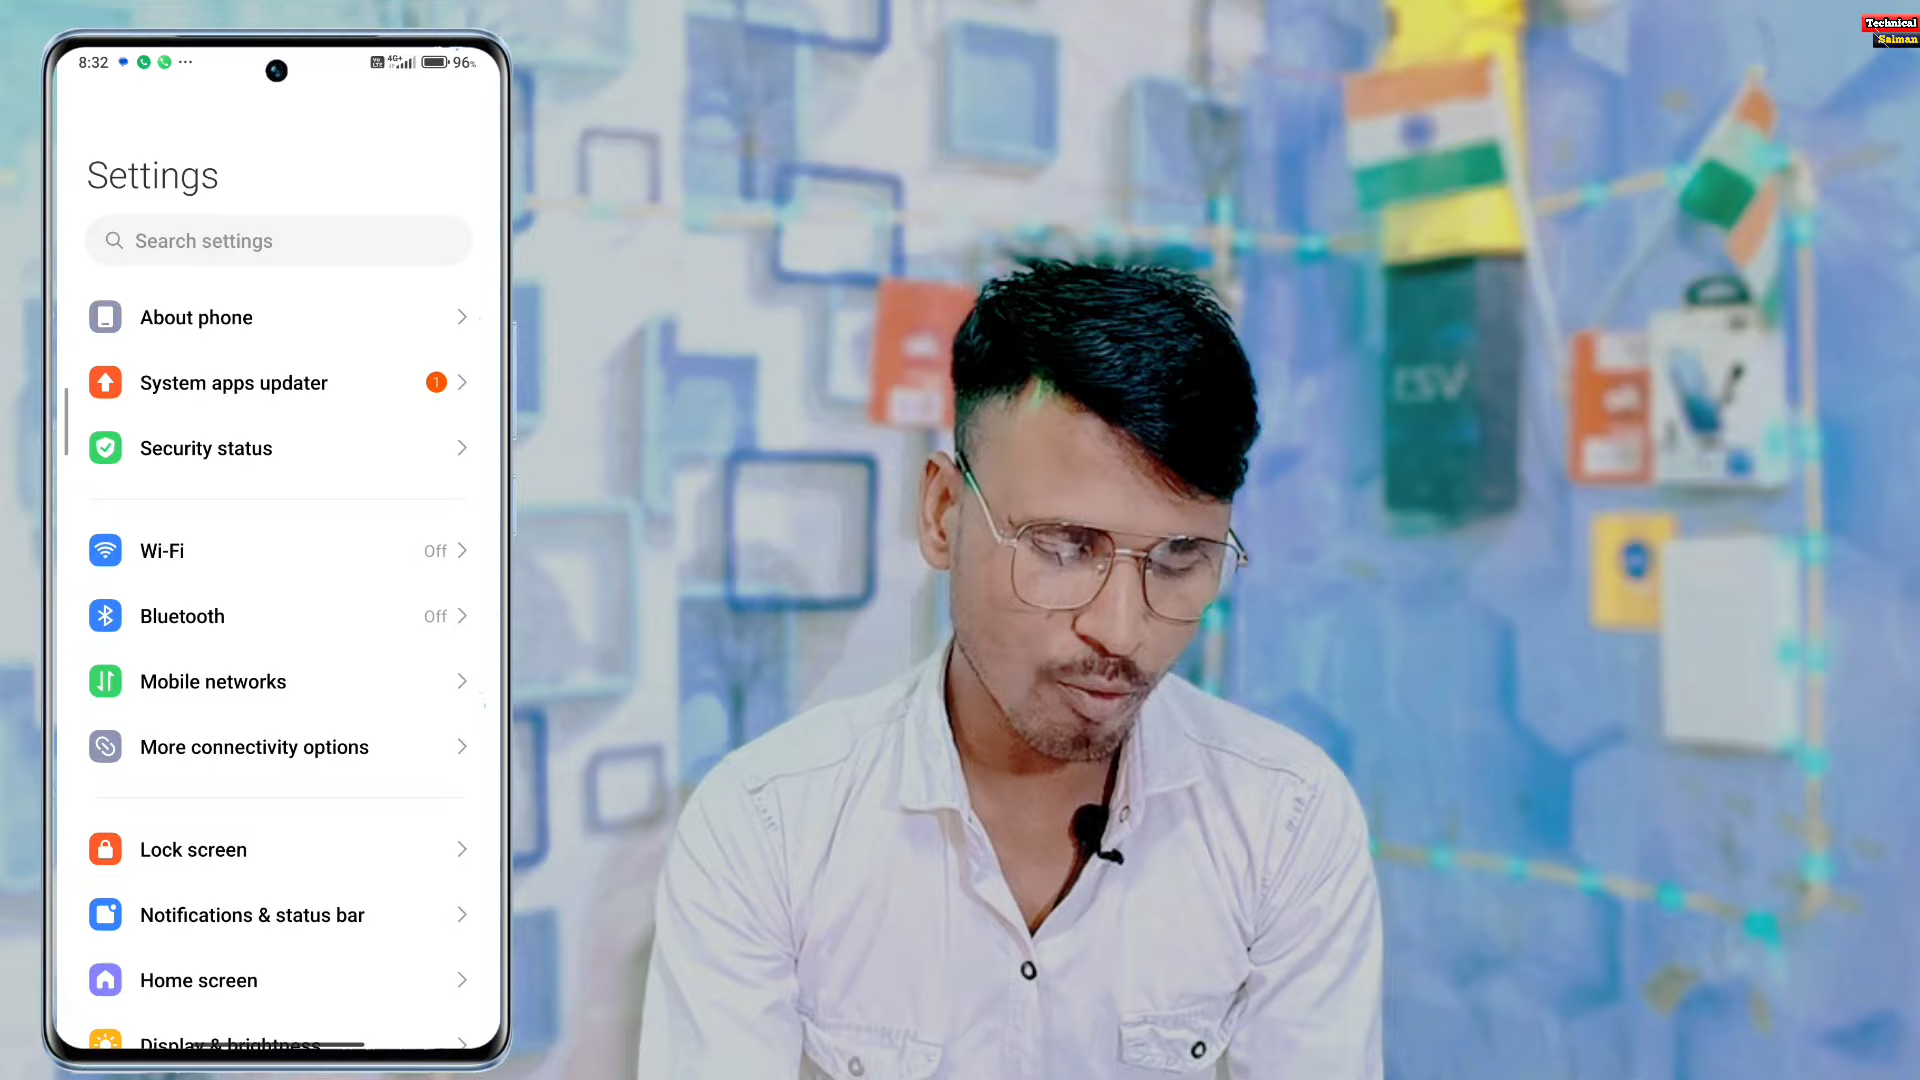 8:32
4G+
96%
Settings
Search settings
About phone
System apps updater 1
Security status
Wi-Fi Off
Bluetooth Off
Mobile networks
More connectivity options
Lock screen
Notifications & status bar
Home screen
Display & brightness
Technical
Salman